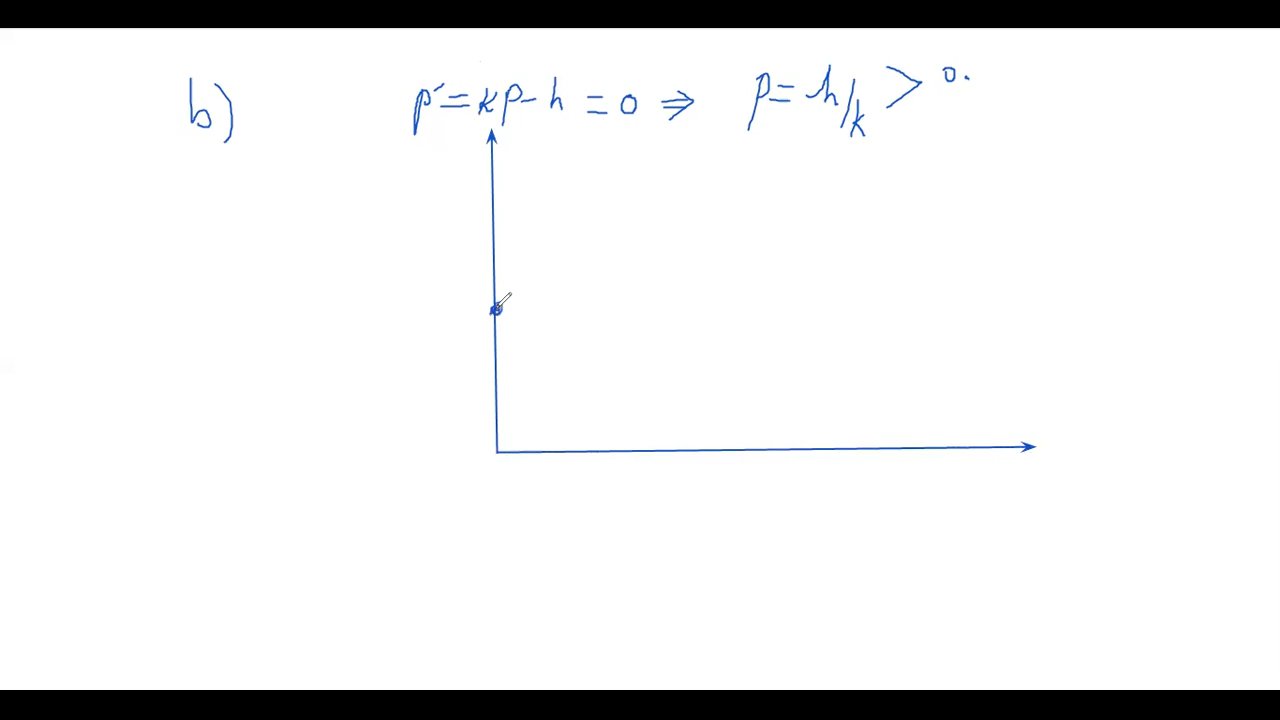 b) p' = kp - h = 0 ⇒ p = h/k > 0.